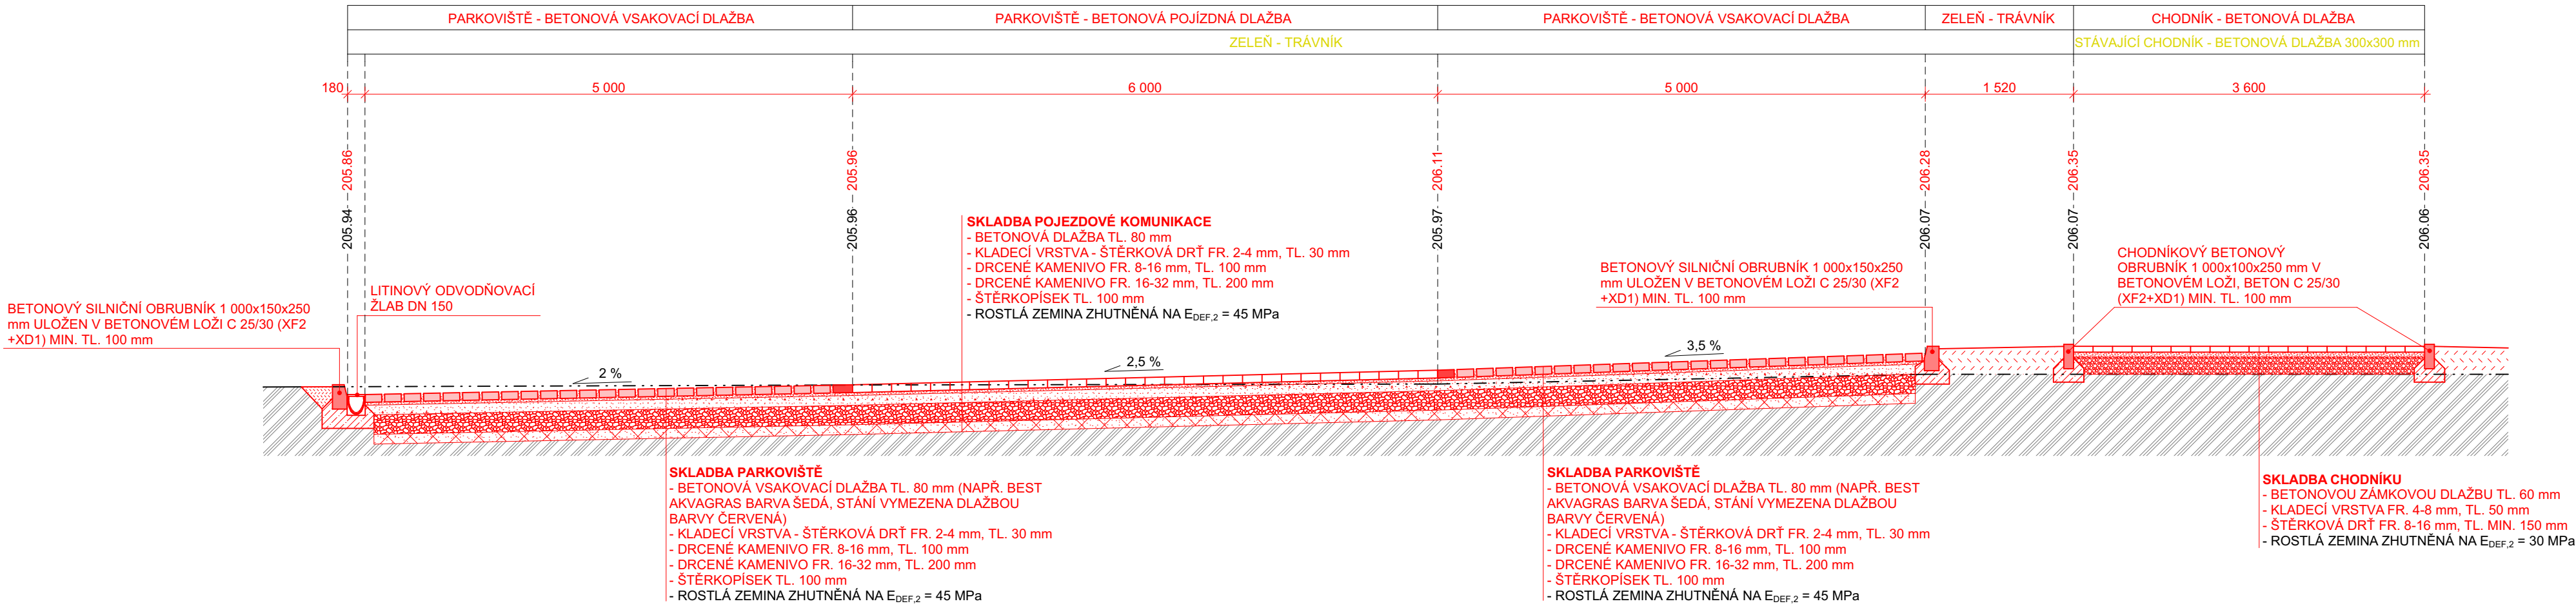 PARKOVIŠTĚ - BETONOVÁ VSAKOVACÍ DLAŽBA
PARKOVIŠTĚ - BETONOVÁ POJÍZDNÁ DLAŽBA
PARKOVIŠTĚ - BETONOVÁ VSAKOVACÍ DLAŽBA
ZELEŇ - TRÁVNÍK
CHODNÍK - BETONOVÁ DLAŽBA
ZELEŇ - TRÁVNÍK
STÁVAJÍCÍ CHODNÍK - BETONOVÁ DLAŽBA 300x300 mm
180
5 000
6 000
5 000
1 520
3 600
205.86
205.96
206.11
206.28
206.35
206.35
205.94
205.96
205.97
206.07
206.07
206.06
SKLADBA POJEZDOVÉ KOMUNIKACE
- BETONOVÁ DLAŽBA TL. 80 mm
- KLADECÍ VRSTVA - ŠTĚRKOVÁ DRŤ FR. 2-4 mm, TL. 30 mm
- DRCENÉ KAMENIVO FR. 8-16 mm, TL. 100 mm
- DRCENÉ KAMENIVO FR. 16-32 mm, TL. 200 mm
- ŠTĚRKOPÍSEK TL. 100 mm
- ROSTLÁ ZEMINA ZHUTNĚNÁ NA EDEF,2 = 45 MPa
BETONOVÝ SILNIČNÍ OBRUBNÍK 1 000x150x250
mm ULOŽEN V BETONOVÉM LOŽI C 25/30 (XF2
+XD1) MIN. TL. 100 mm
CHODNÍKOVÝ BETONOVÝ
OBRUBNÍK 1 000x100x250 mm V
BETONOVÉM LOŽI, BETON C 25/30
(XF2+XD1) MIN. TL. 100 mm
LITINOVÝ ODVODŇOVACÍ
ŽLAB DN 150
BETONOVÝ SILNIČNÍ OBRUBNÍK 1 000x150x250
mm ULOŽEN V BETONOVÉM LOŽI C 25/30 (XF2
+XD1) MIN. TL. 100 mm
2 %
2,5 %
3,5 %
SKLADBA PARKOVIŠTĚ
- BETONOVÁ VSAKOVACÍ DLAŽBA TL. 80 mm (NAPŘ. BEST
AKVAGRAS BARVA ŠEDÁ, STÁNÍ VYMEZENA DLAŽBOU
BARVY ČERVENÁ)
- KLADECÍ VRSTVA - ŠTĚRKOVÁ DRŤ FR. 2-4 mm, TL. 30 mm
- DRCENÉ KAMENIVO FR. 8-16 mm, TL. 100 mm
- DRCENÉ KAMENIVO FR. 16-32 mm, TL. 200 mm
- ŠTĚRKOPÍSEK TL. 100 mm
- ROSTLÁ ZEMINA ZHUTNĚNÁ NA EDEF,2 = 45 MPa
SKLADBA PARKOVIŠTĚ
- BETONOVÁ VSAKOVACÍ DLAŽBA TL. 80 mm (NAPŘ. BEST
AKVAGRAS BARVA ŠEDÁ, STÁNÍ VYMEZENA DLAŽBOU
BARVY ČERVENÁ)
- KLADECÍ VRSTVA - ŠTĚRKOVÁ DRŤ FR. 2-4 mm, TL. 30 mm
- DRCENÉ KAMENIVO FR. 8-16 mm, TL. 100 mm
- DRCENÉ KAMENIVO FR. 16-32 mm, TL. 200 mm
- ŠTĚRKOPÍSEK TL. 100 mm
- ROSTLÁ ZEMINA ZHUTNĚNÁ NA EDEF,2 = 45 MPa
SKLADBA CHODNÍKU
- BETONOVOU ZÁMKOVOU DLAŽBU TL. 60 mm
- KLADECÍ VRSTVA FR. 4-8 mm, TL. 50 mm
- ŠTĚRKOVÁ DRŤ FR. 8-16 mm, TL. MIN. 150 mm
- ROSTLÁ ZEMINA ZHUTNĚNÁ NA EDEF,2 = 30 MPa